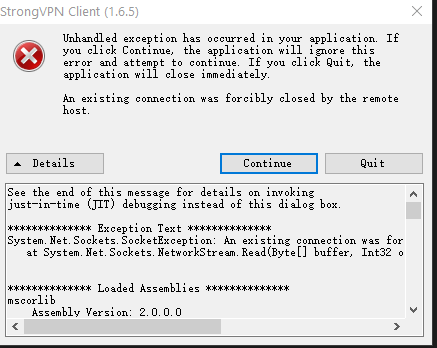 StrongVPN Client (1.6.5)
Unhandled exception has occurred in your application. If
you click Continue, the application will ignore this
error and attempt to continue. If you click Quit, the
application will close immediately.
An existing connection was forcibly closed by the remote
host.
Details
Continue
Quit
See the end of this message for details on invoking
just-in-time (JIT) debugging instead of this dialog box.
************** Exception Text **************
System.Net.Sockets.SocketException: An existing connection was for
at System.Net.Sockets.NetworkStream.Read(Byte[] buffer, Int32 o
************** Loaded Assemblies **************
mscorlib
Assembly Version: 2.0.0.0